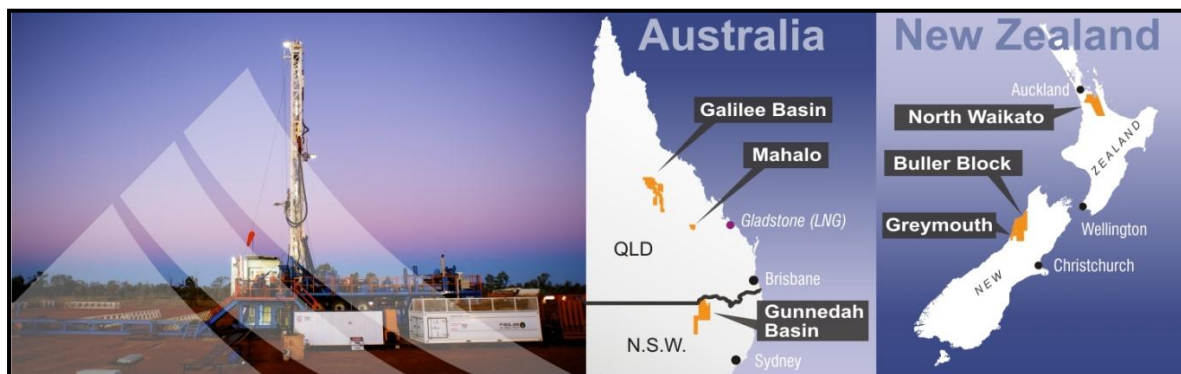 Australia
Galilee Basin
Mahalo
Gladstone (LNG)
QLD
Brisbane
Gunnedah
Basin
N.S.W.
Sydney
New Zealand
Auckland
North Waikato
ZEALAND
Buller Block
Greymouth
Wellington
Christchurch
NEW